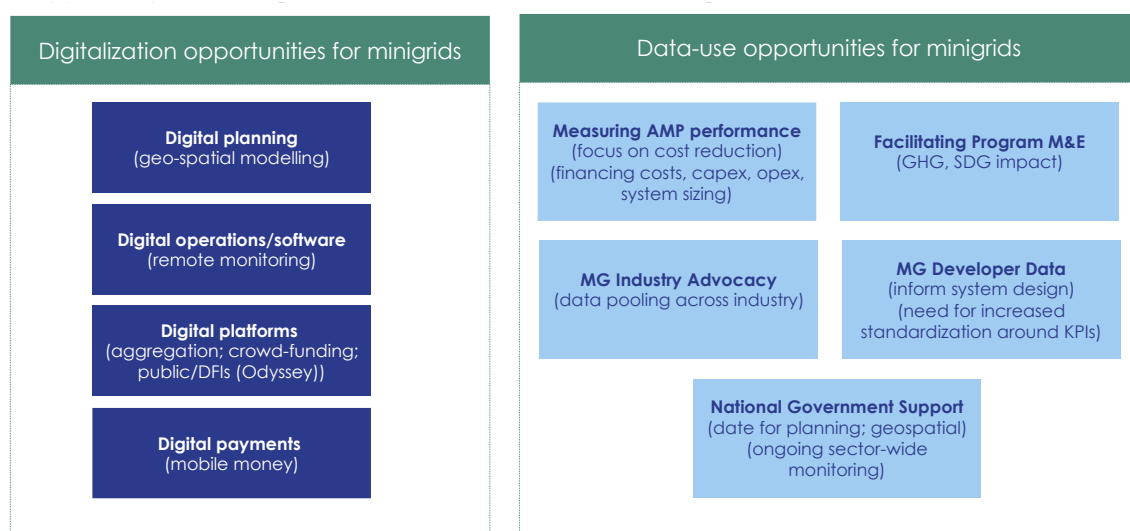 Digitalization opportunities for minigrids
Digital planning
(geo-spatial modelling)
Digital operations/software
(remote monitoring)
Digital platforms
(aggregation; crowd-funding;
public/DFIs (Odyssey))
Digital payments
(mobile money)
Data-use opportunities for minigrids
Measuring AMP performance
(focus on cost reduction)
(financing costs, capex, opex,
system sizing)
Facilitating Program M&E
(GHG, SDG impact)
MG Industry Advocacy
(data pooling across industry)
MG Developer Data
(inform system design)
(need for increased
standardization around KPIs)
National Government Support
(date for planning; geospatial)
(ongoing sector-wide
monitoring)